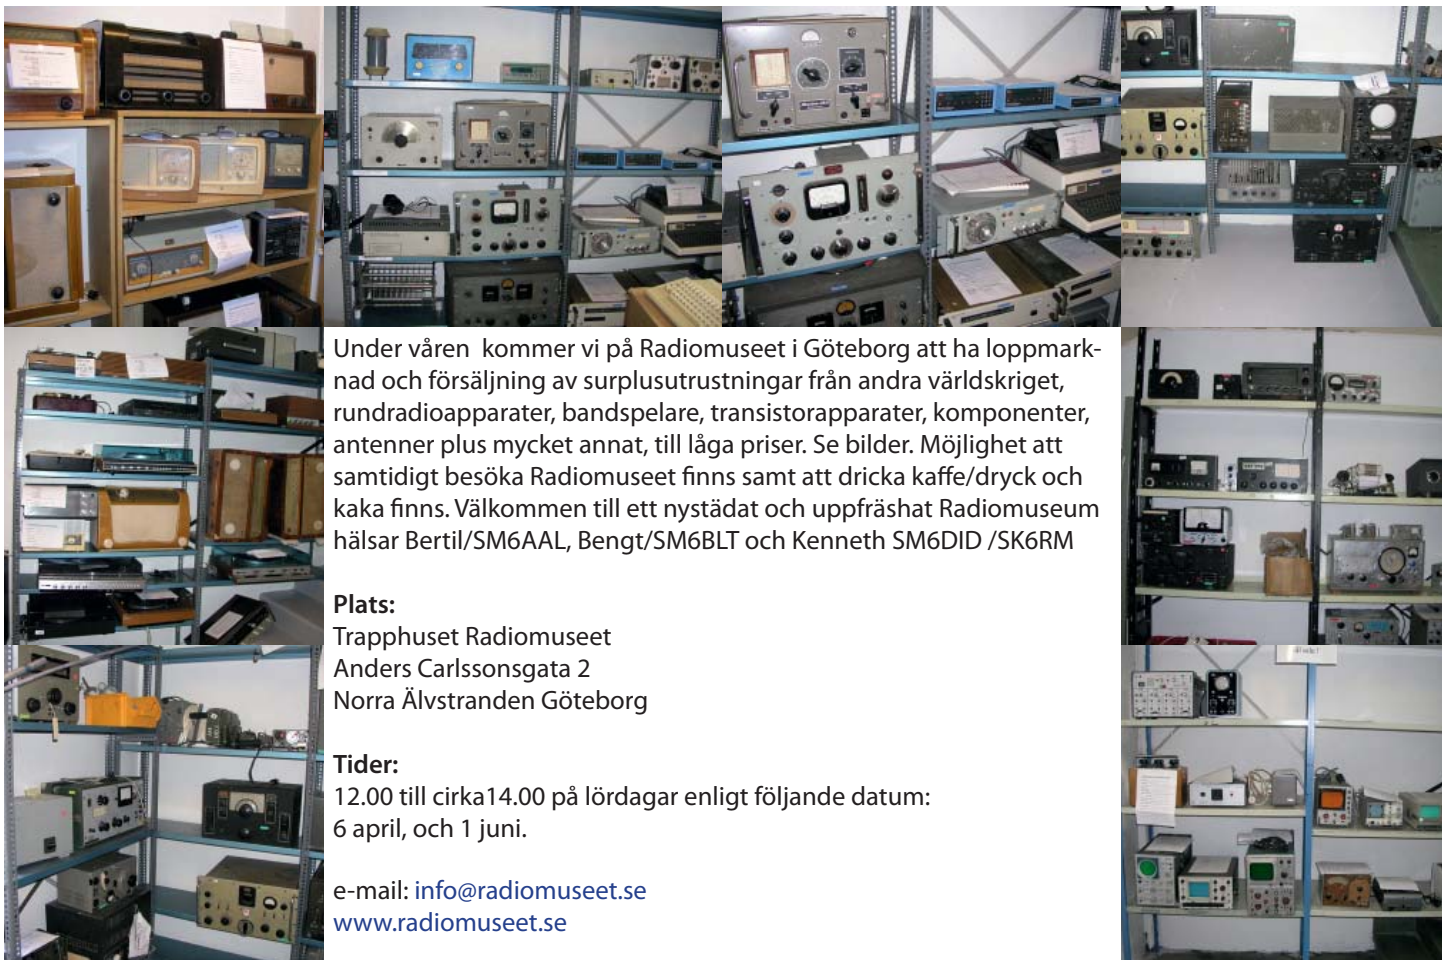 Under våren  kommer vi på Radiomuseet i Göteborg att ha loppmark-
nad och försäljning av surplusutrustningar från andra världskriget,
rundradioapparater, bandspelare, transistorapparater, komponenter,
antenner plus mycket annat, till låga priser. Se bilder. Möjlighet att
samtidigt besöka Radiomuseet finns samt att dricka kaffe/dryck och
kaka finns. Välkommen till ett nystädat och uppfräshat Radiomuseum
hälsar Bertil/SM6AAL, Bengt/SM6BLT och Kenneth SM6DID /SK6RM
Plats:
Trapphuset Radiomuseet
Anders Carlssonsgata 2
Norra Älvstranden Göteborg
Tider:
12.00 till cirka14.00 på lördagar enligt följande datum:
6 april, och 1 juni.
e-mail: info@radiomuseet.se
www.radiomuseet.se